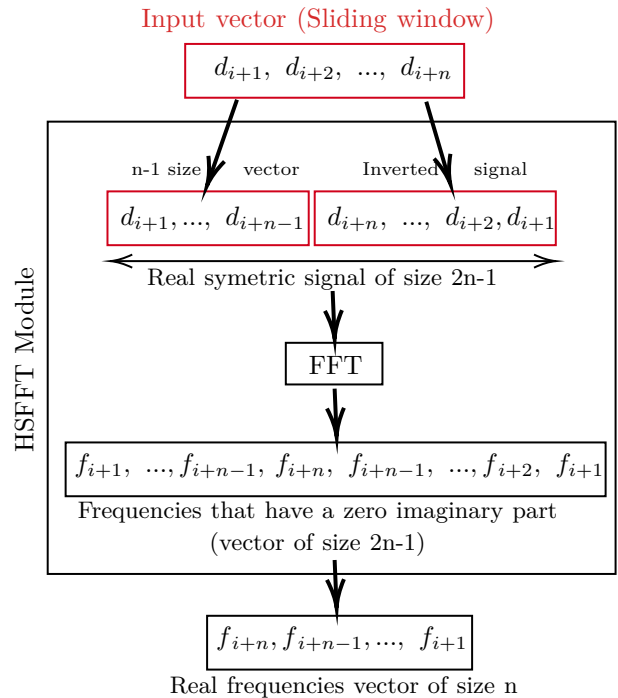 Input vector (Sliding window)
d_{i+1}, d_{i+2}, ..., d_{i+n}
n-1 size vector Inverted signal
d_{i+1}, ..., d_{i+n-1} d_{i+n}, ..., d_{i+2}, d_{i+1}
Real symetric signal of size 2n-1
FFT
HSFFT Module
f_{i+1}, ..., f_{i+n-1}, f_{i+n}, f_{i+n-1}, ..., f_{i+2}, f_{i+1}
Frequencies that have a zero imaginary part
(vector of size 2n-1)
f_{i+n}, f_{i+n-1}, ..., f_{i+1}
Real frequencies vector of size n